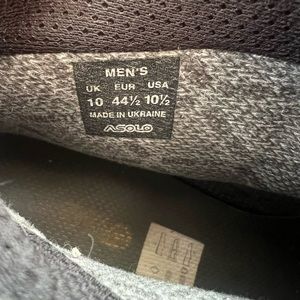 MEN'S
UK EUR USA
10 44½ 10½
MADE IN UKRAINE
ASOLO